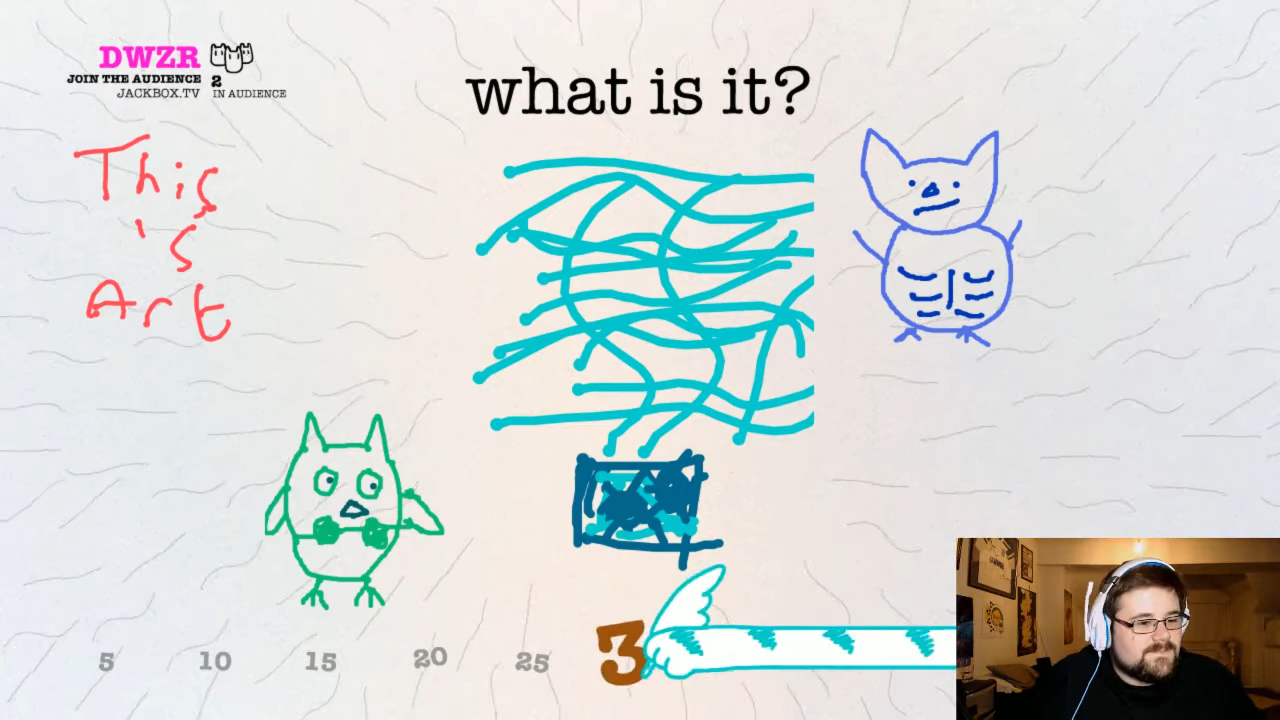 DWZR
JOIN THE AUDIENCE
JACKBOX.TV
2
IN AUDIENCE
what is it?
This
is
Art
5 10 15 20 25 3